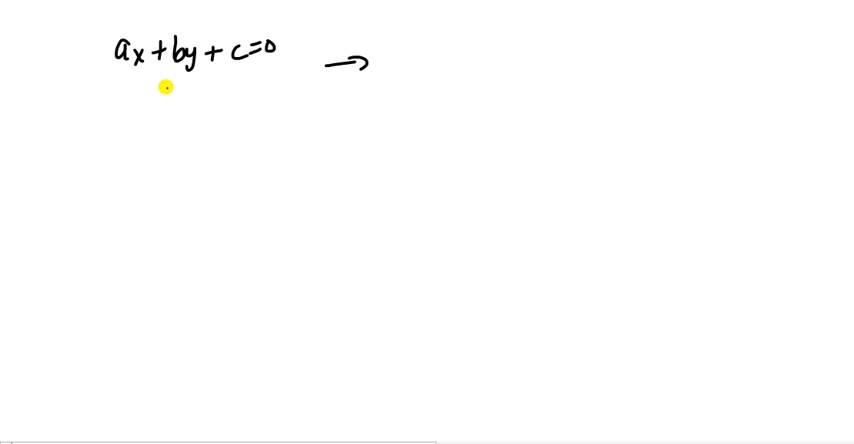 ax + by + c = 0 →